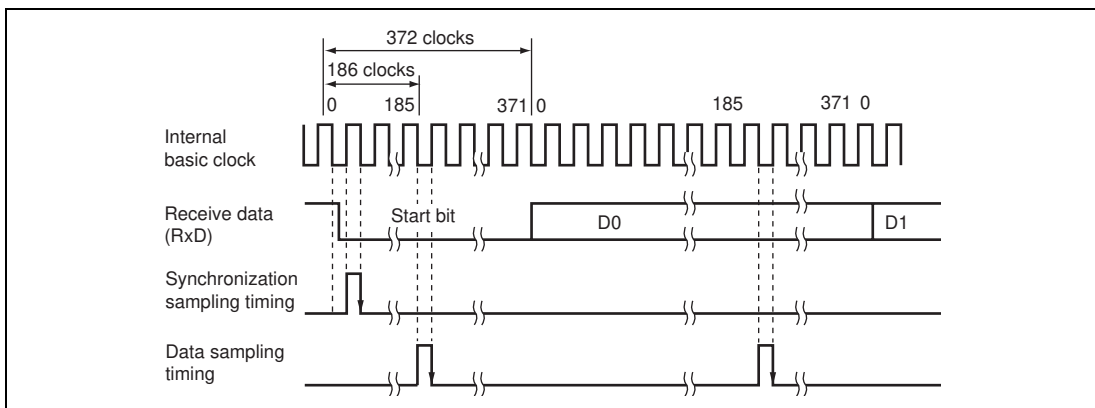 372 clocks
186 clocks
0 185 371 0 185 371 0
Internal
basic clock
Receive data
(RxD)
Start bit D0 D1
Synchronization
sampling timing
Data sampling
timing